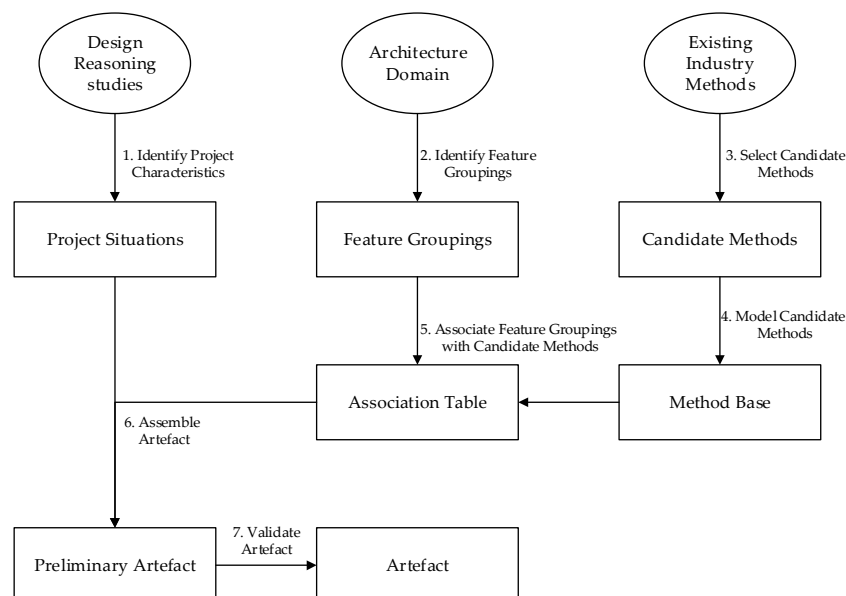 Design
Reasoning
studies
Architecture
Domain
Existing
Industry
Methods
1. Identify Project
Characteristics
2. Identify Feature
Groupings
3. Select Candidate
Methods
Project Situations
Feature Groupings
Candidate Methods
5. Associate Feature Groupings
with Candidate Methods
4. Model Candidate
Methods
Association Table
Method Base
6. Assemble
Artefact
Preliminary Artefact
7. Validate
Artefact
Artefact